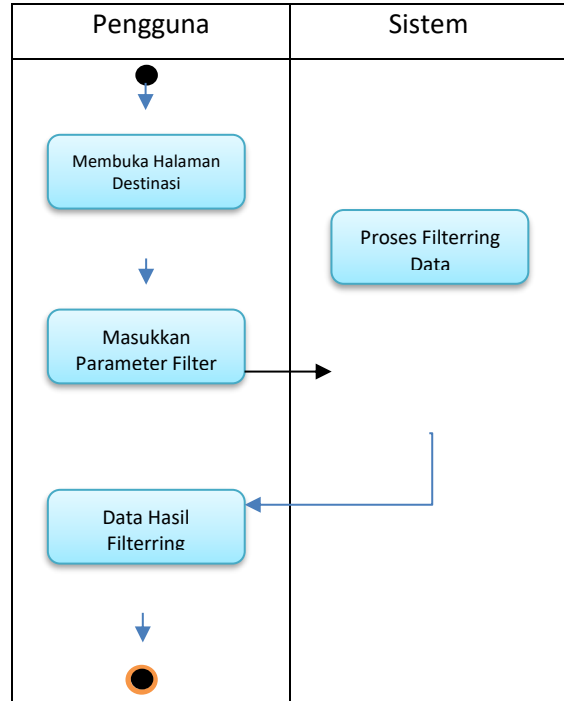 Pengguna
Sistem
Membuka Halaman
Destinasi
Proses Filterring
Data
Masukkan
Parameter Filter
Data Hasil
Filterring